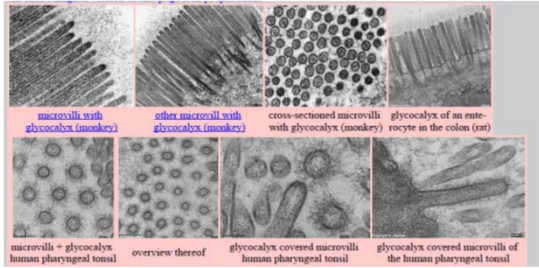 microvilli with
glycocalyx (monkey)
other microvill with
glycocalyx (monkey)
cross-sectioned microvilli
with glycocalyx (monkey)
glycocalyx of an ente-
rocyte in the colon (rat)
microvilli + glycocalyx
human pharyngeal tonsil
overview thereof
glycocalyx covered microvilli
human pharyngeal tonsil
glycocalyx covered microvilli of
the human pharyngeal tonsil